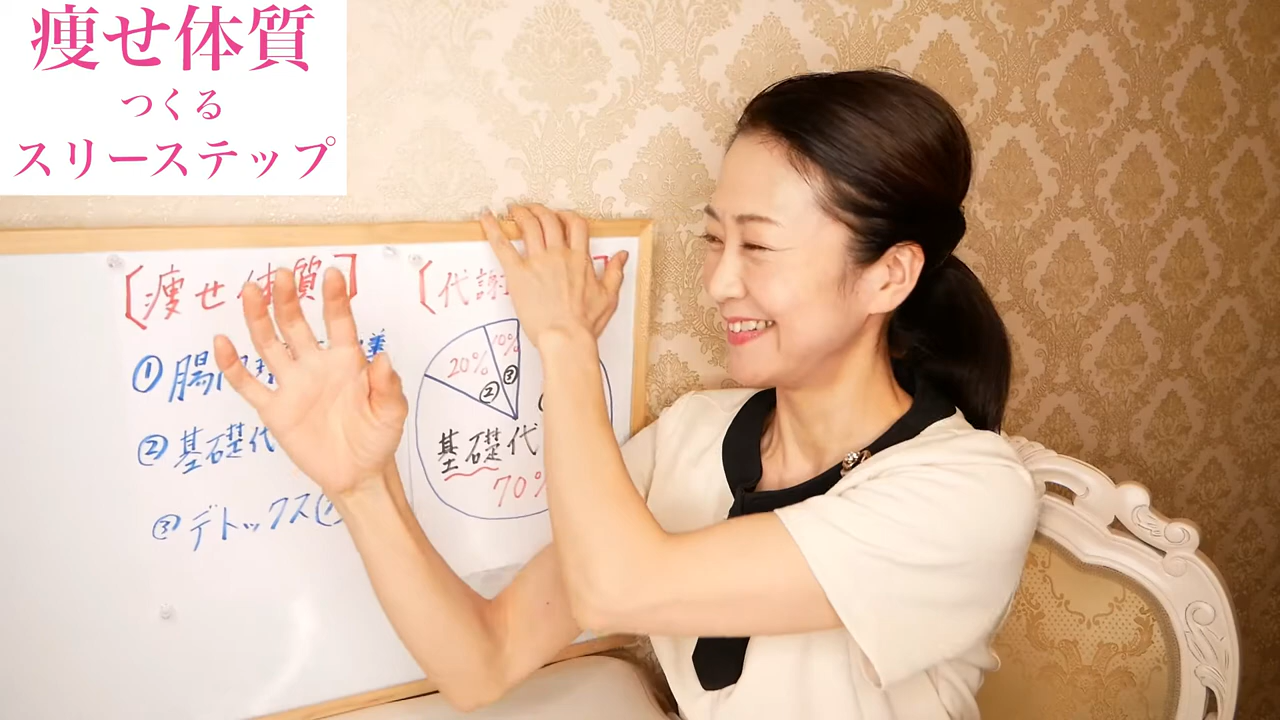 痩せ体質
つくる
スリーステップ
【痩せ体質】
①腸
②基礎代
③デトックス
【代謝
20%
10%
②
③
基礎代
70%